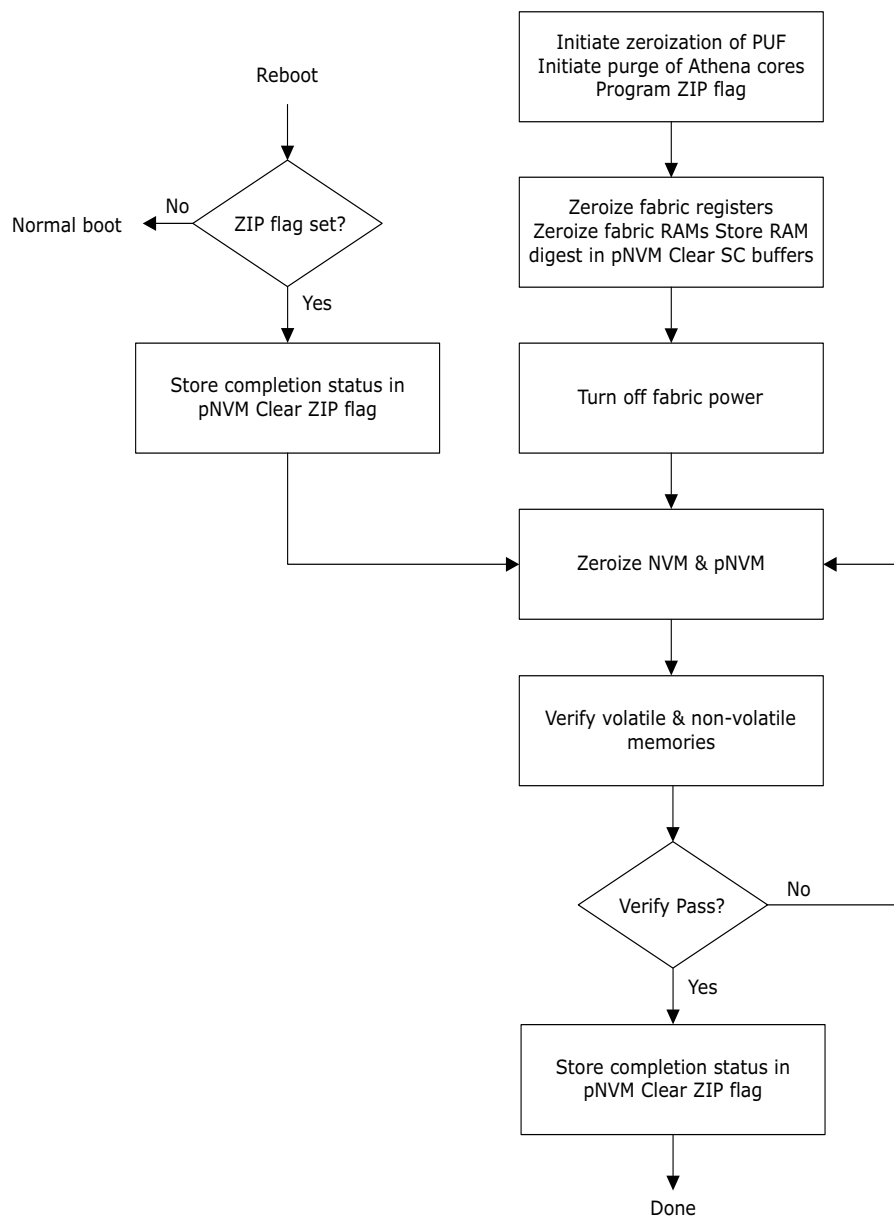 Reboot
ZIP flag set?
No
Normal boot
Yes
Store completion status in
pNVM Clear ZIP flag
Initiate zeroization of PUF
Initiate purge of Athena cores
Program ZIP flag
Zeroize fabric registers
Zeroize fabric RAMs Store RAM
digest in pNVM Clear SC buffers
Turn off fabric power
Zeroize NVM & pNVM
Verify volatile & non-volatile
memories
Verify Pass?
No
Yes
Store completion status in
pNVM Clear ZIP flag
Done